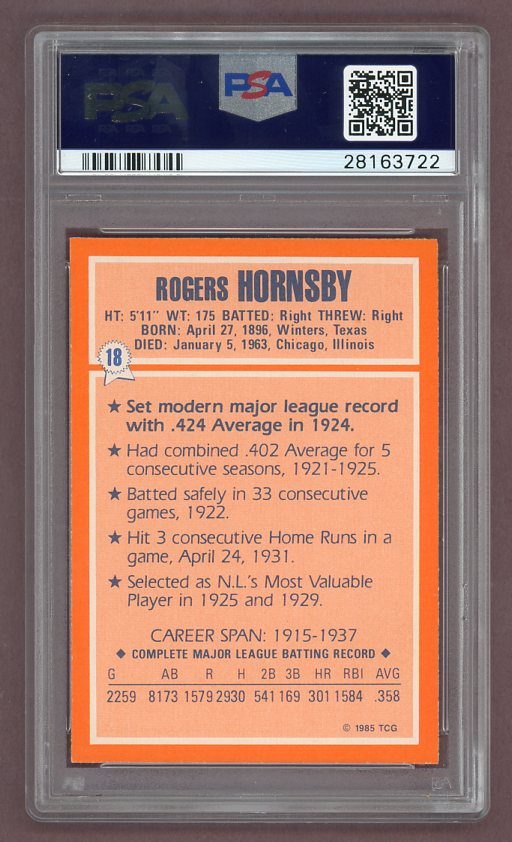 PSA
PSA
28163722
ROGERS HORNSBY
HT: 5'11" WT: 175 BATTED: Right THREW: Right
BORN: April 27, 1896, Winters, Texas
DIED: January 5, 1963, Chicago, Illinois
18
★ Set modern major league record
with .424 Average in 1924.
★ Had combined .402 Average for 5
consecutive seasons, 1921-1925.
★ Batted safely in 33 consecutive
games, 1922.
★ Hit 3 consecutive Home Runs in a
game, April 24, 1931.
★ Selected as N.L.'s Most Valuable
Player in 1925 and 1929.
CAREER SPAN: 1915-1937
◆ COMPLETE MAJOR LEAGUE BATTING RECORD ◆
G AB R H 2B 3B HR RBI AVG
2259 8173 1579 2930 541 169 301 1584 .358
© 1985 TCG